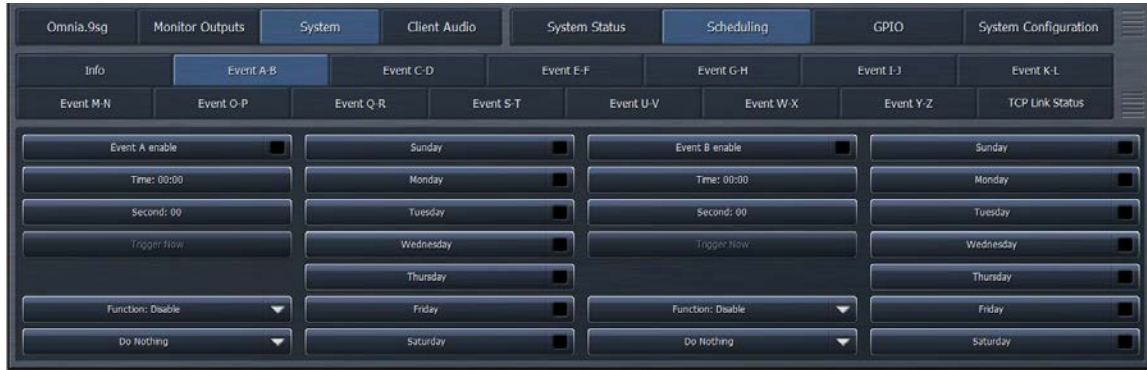 Omnia.9sg Monitor Outputs System Client Audio System Status Scheduling GPIO System Configuration
Info Event A-B Event C-D Event E-F Event G-H Event I-J Event K-L
Event M-N Event O-P Event Q-R Event S-T Event U-V Event W-X Event Y-Z TCP Link Status
Event A enable Sunday Event B enable Sunday
Time: 00:00 Monday Time: 00:00 Monday
Second: 00 Tuesday Second: 00 Tuesday
Trigger Now Wednesday Trigger Now Wednesday
Thursday Thursday
Function: Disable Friday Function: Disable Friday
Do Nothing Saturday Do Nothing Saturday